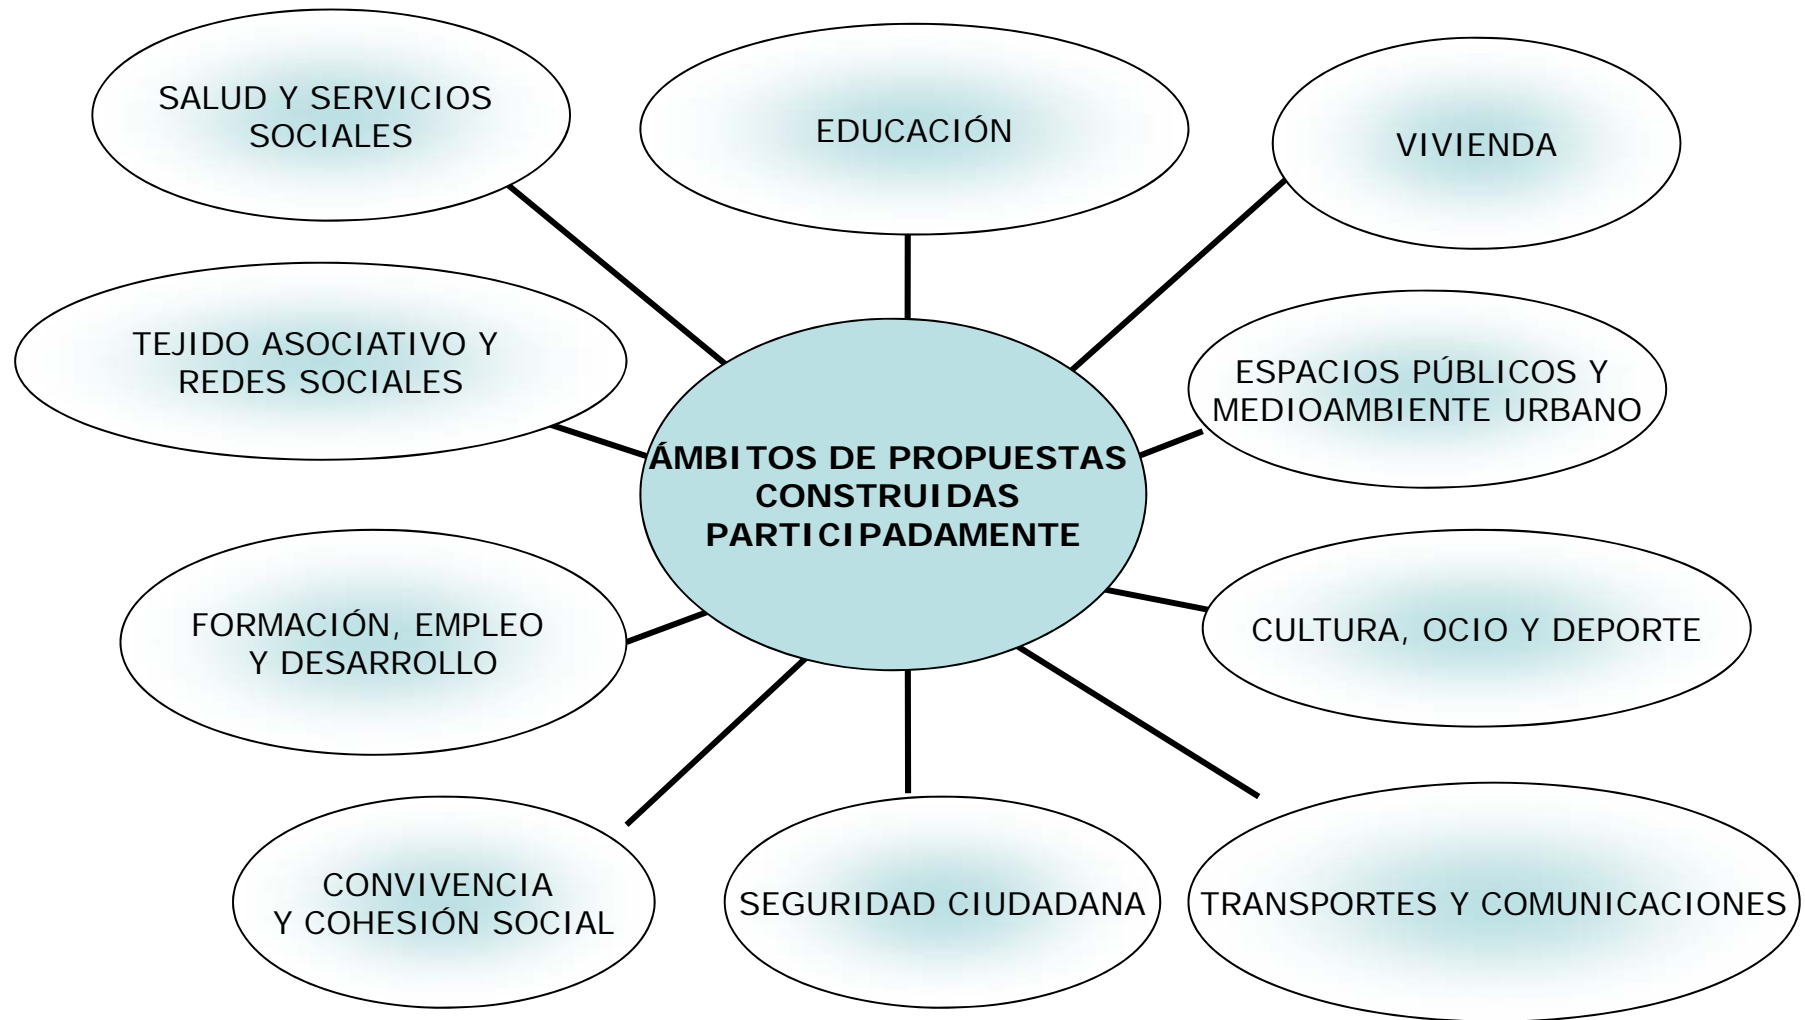 SALUD Y SERVICIOS
SOCIALES
EDUCACIÓN
VIVIENDA
TEJIDO ASOCIATIVO Y
REDES SOCIALES
ESPACIOS PÚBLICOS Y
MEDIOAMBIENTE URBANO
ÁMBITOS DE PROPUESTAS
CONSTRUIDAS
PARTICIPADAMENTE
FORMACIÓN, EMPLEO
Y DESARROLLO
CULTURA, OCIO Y DEPORTE
CONVIVENCIA
Y COHESIÓN SOCIAL
SEGURIDAD CIUDADANA
TRANSPORTES Y COMUNICACIONES